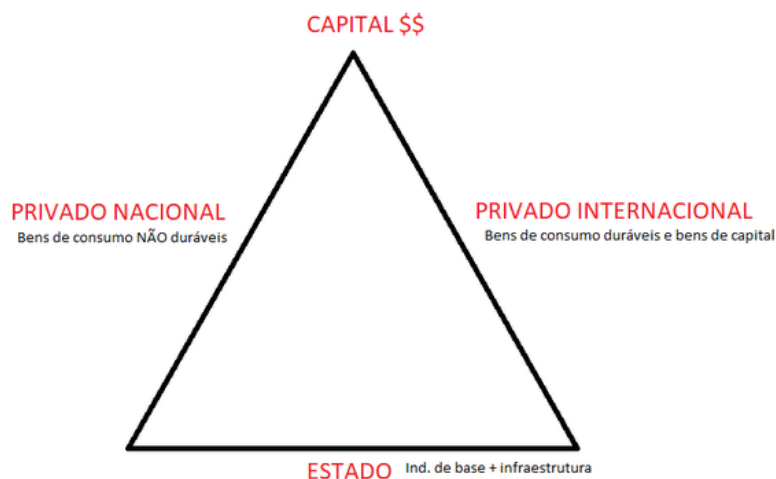 CAPITAL $$
PRIVADO NACIONAL
Bens de consumo NÃO duráveis
PRIVADO INTERNACIONAL
Bens de consumo duráveis e bens de capital
ESTADO Ind. de base + infraestrutura